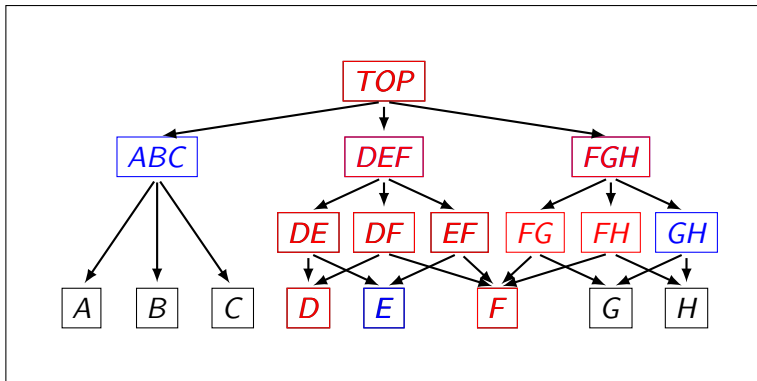 TOP
ABC DEF FGH
DE DF EF FG FH GH
A B C D E F G H